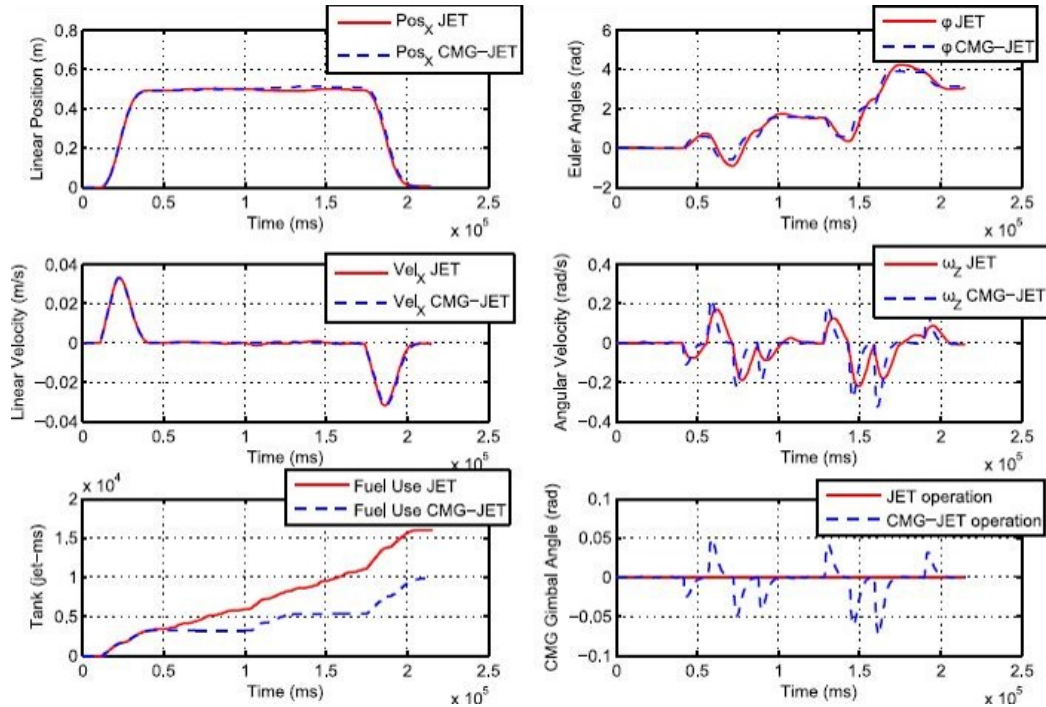 Pos_X JET
Pos_X CMG-JET
Linear Position (m)
0.8
0.6
0.4
0.2
0
0 0.5 1 1.5 2 2.5
Time (ms)
x 10^5
φ JET
φ CMG-JET
Euler Angles (rad)
6
4
2
0
-2
0 0.5 1 1.5 2 2.5
Time (ms)
x 10^5
Vel_X JET
Vel_X CMG-JET
Linear Velocity (m/s)
0.04
0.02
0
-0.02
-0.04
0 0.5 1 1.5 2 2.5
Time (ms)
x 10^5
ω_Z JET
ω_Z CMG-JET
Angular Velocity (rad/s)
0.4
0.2
0
-0.2
-0.4
0 0.5 1 1.5 2 2.5
Time (ms)
x 10^5
x 10^4
Fuel Use JET
Fuel Use CMG-JET
Tank (jet-ms)
2
1.5
1
0.5
0
0 0.5 1 1.5 2 2.5
Time (ms)
x 10^5
JET operation
CMG-JET operation
CMG Gimbal Angle (rad)
0.1
0.05
0
-0.05
-0.1
0 0.5 1 1.5 2 2.5
Time (ms)
x 10^5